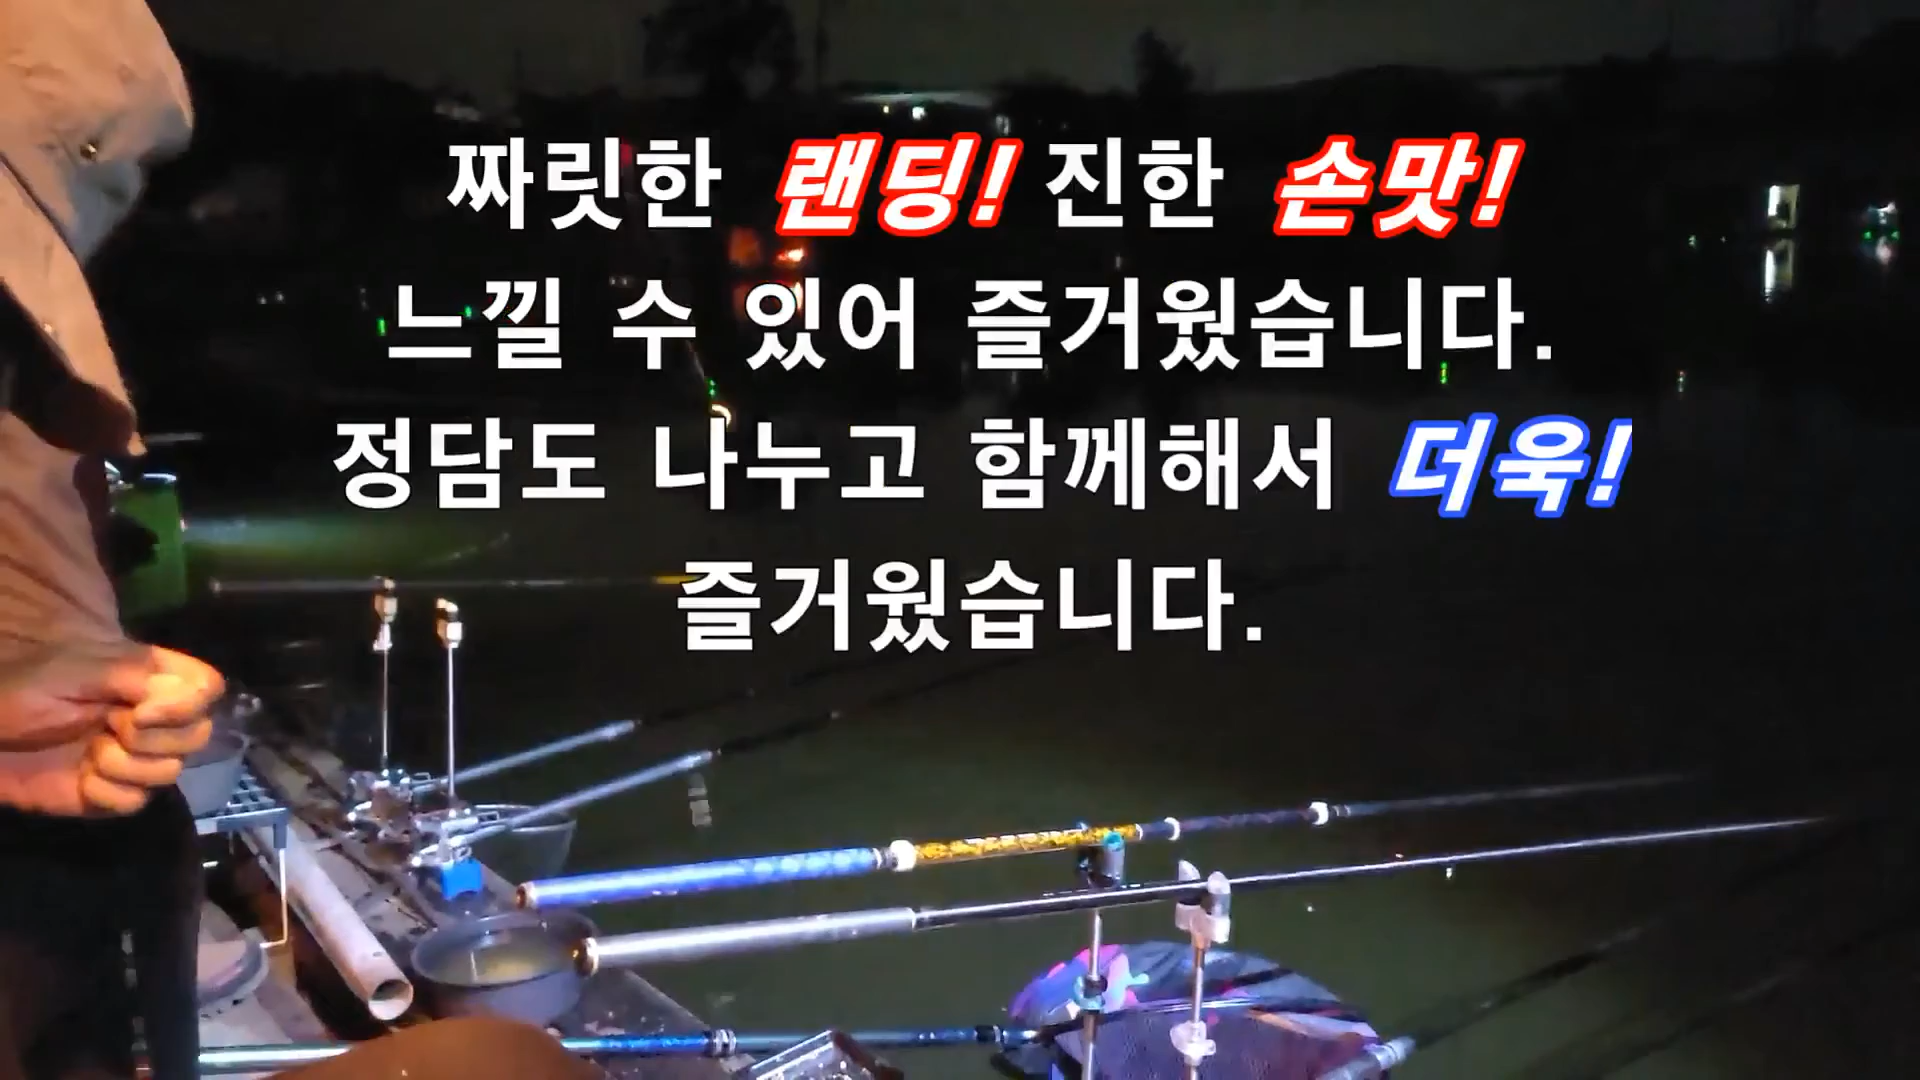 짜릿한 랜딩! 진한 손맛!
느낄 수 있어 즐거웠습니다.
정담도 나누고 함께해서 더욱!
즐거웠습니다.